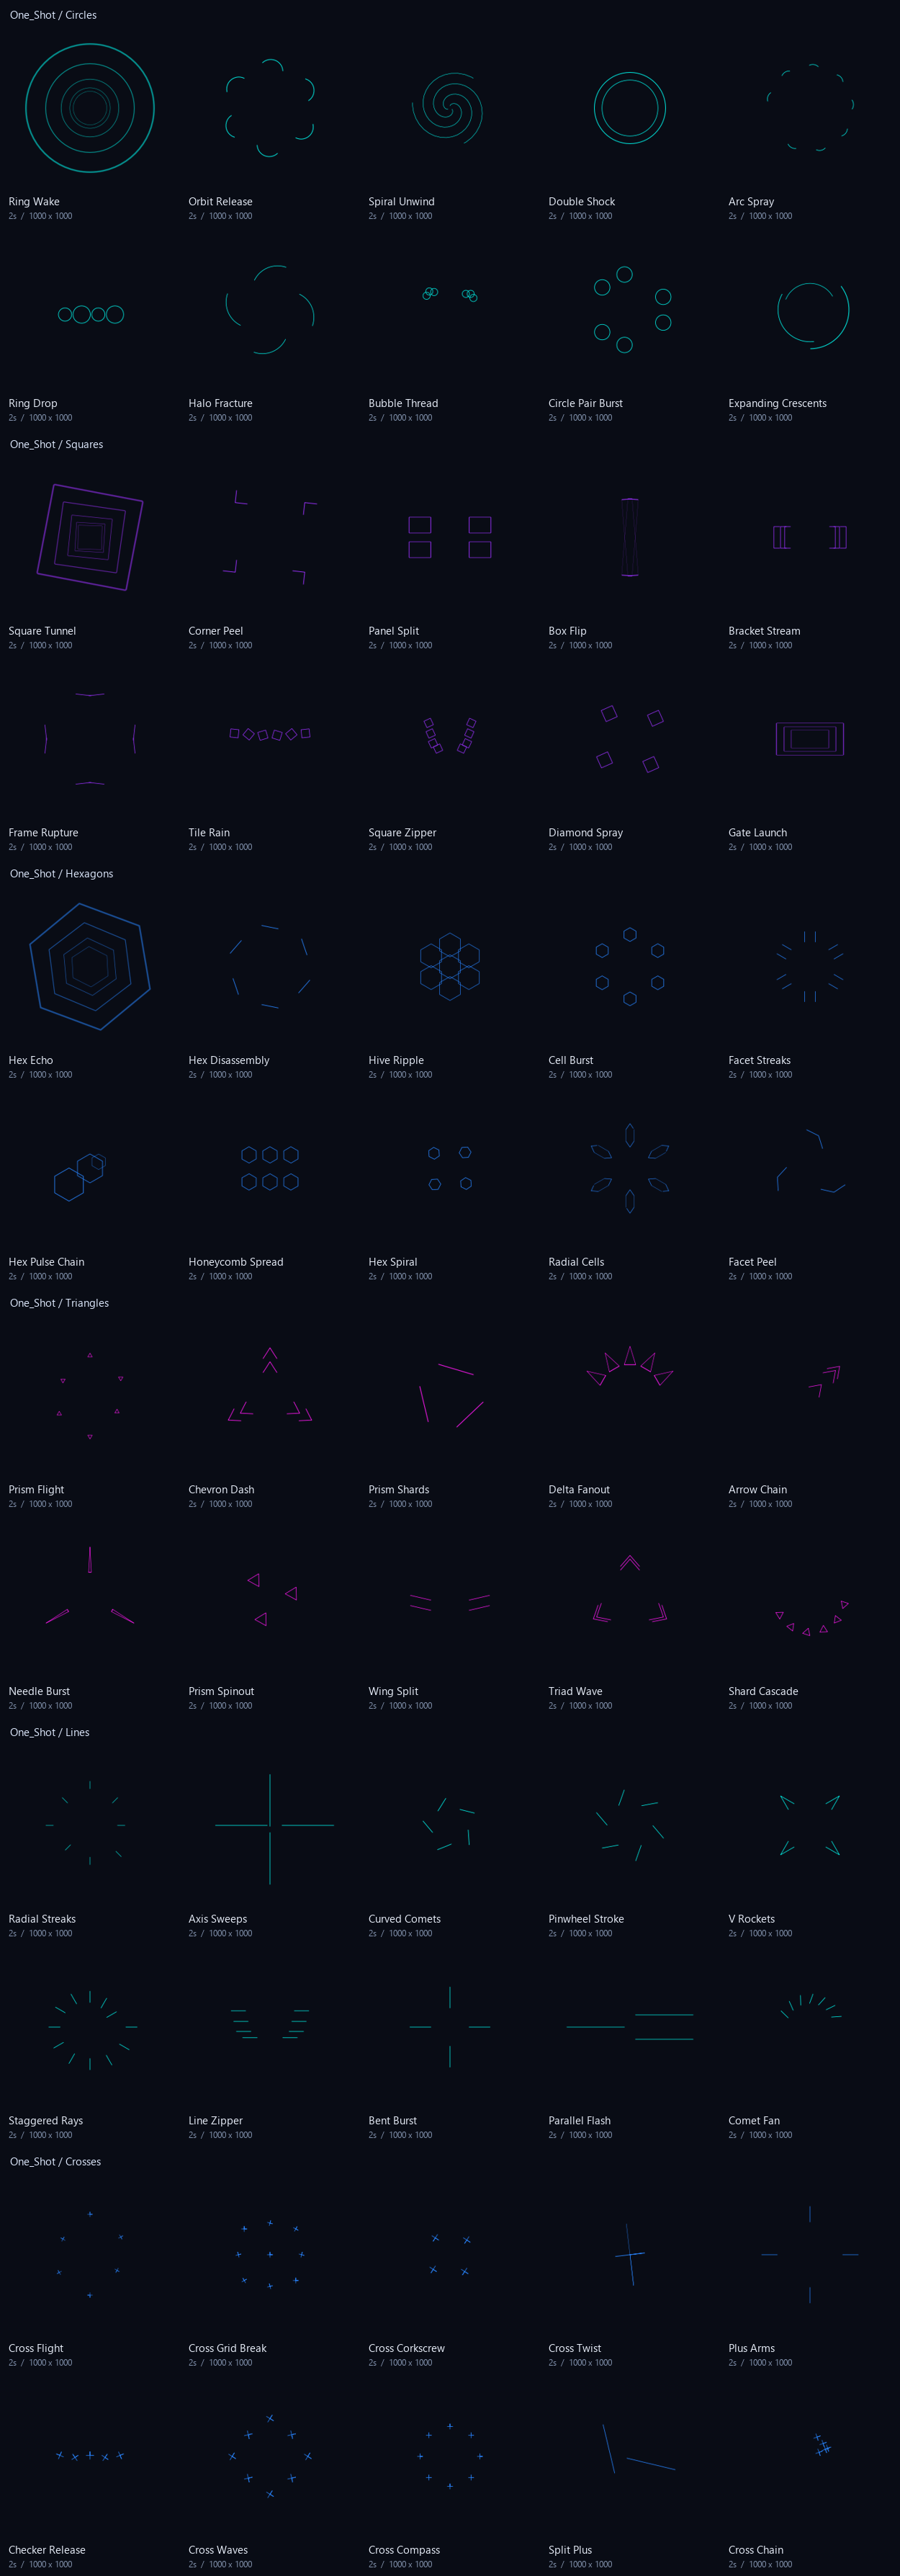 One_Shot / Circles
Ring Wake Orbit Release Spiral Unwind Double Shock Arc Spray
2s / 1000 x 1000 2s / 1000 x 1000 2s / 1000 x 1000 2s / 1000 x 1000 2s / 1000 x 1000
Ring Drop Halo Fracture Bubble Thread Circle Pair Burst Expanding Crescents
2s / 1000 x 1000 2s / 1000 x 1000 2s / 1000 x 1000 2s / 1000 x 1000 2s / 1000 x 1000
One_Shot / Squares
Square Tunnel Corner Peel Panel Split Box Flip Bracket Stream
2s / 1000 x 1000 2s / 1000 x 1000 2s / 1000 x 1000 2s / 1000 x 1000 2s / 1000 x 1000
Frame Rupture Tile Rain Square Zipper Diamond Spray Gate Launch
2s / 1000 x 1000 2s / 1000 x 1000 2s / 1000 x 1000 2s / 1000 x 1000 2s / 1000 x 1000
One_Shot / Hexagons
Hex Echo Hex Disassembly Hive Ripple Cell Burst Facet Streaks
2s / 1000 x 1000 2s / 1000 x 1000 2s / 1000 x 1000 2s / 1000 x 1000 2s / 1000 x 1000
Hex Pulse Chain Honeycomb Spread Hex Spiral Radial Cells Facet Peel
2s / 1000 x 1000 2s / 1000 x 1000 2s / 1000 x 1000 2s / 1000 x 1000 2s / 1000 x 1000
One_Shot / Triangles
Prism Flight Chevron Dash Prism Shards Delta Fanout Arrow Chain
2s / 1000 x 1000 2s / 1000 x 1000 2s / 1000 x 1000 2s / 1000 x 1000 2s / 1000 x 1000
Needle Burst Prism Spinout Wing Split Triad Wave Shard Cascade
2s / 1000 x 1000 2s / 1000 x 1000 2s / 1000 x 1000 2s / 1000 x 1000 2s / 1000 x 1000
One_Shot / Lines
Radial Streaks Axis Sweeps Curved Comets Pinwheel Stroke V Rockets
2s / 1000 x 1000 2s / 1000 x 1000 2s / 1000 x 1000 2s / 1000 x 1000 2s / 1000 x 1000
Staggered Rays Line Zipper Bent Burst Parallel Flash Comet Fan
2s / 1000 x 1000 2s / 1000 x 1000 2s / 1000 x 1000 2s / 1000 x 1000 2s / 1000 x 1000
One_Shot / Crosses
Cross Flight Cross Grid Break Cross Corkscrew Cross Twist Plus Arms
2s / 1000 x 1000 2s / 1000 x 1000 2s / 1000 x 1000 2s / 1000 x 1000 2s / 1000 x 1000
Checker Release Cross Waves Cross Compass Split Plus Cross Chain
2s / 1000 x 1000 2s / 1000 x 1000 2s / 1000 x 1000 2s / 1000 x 1000 2s / 1000 x 1000